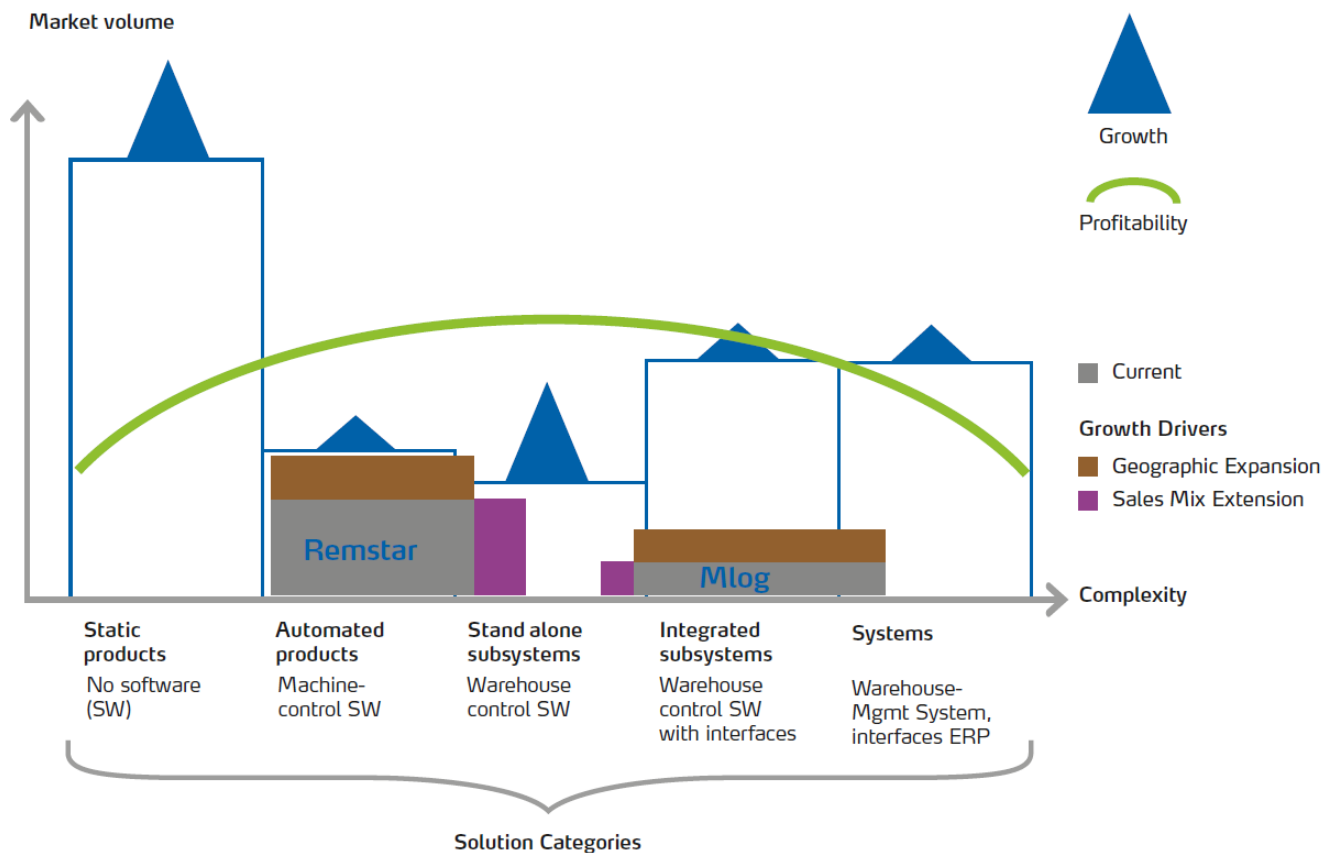 Market volume
Growth
Profitability
Current
Growth Drivers
Geographic Expansion
Sales Mix Extension
Remstar
Mlog
Complexity
Static
products
No software
(SW)
Automated
products
Machine-
control SW
Stand alone
subsystems
Warehouse
control SW
Integrated
subsystems
Warehouse
control SW
with interfaces
Systems
Warehouse-
Mgmt System,
interfaces ERP
Solution Categories